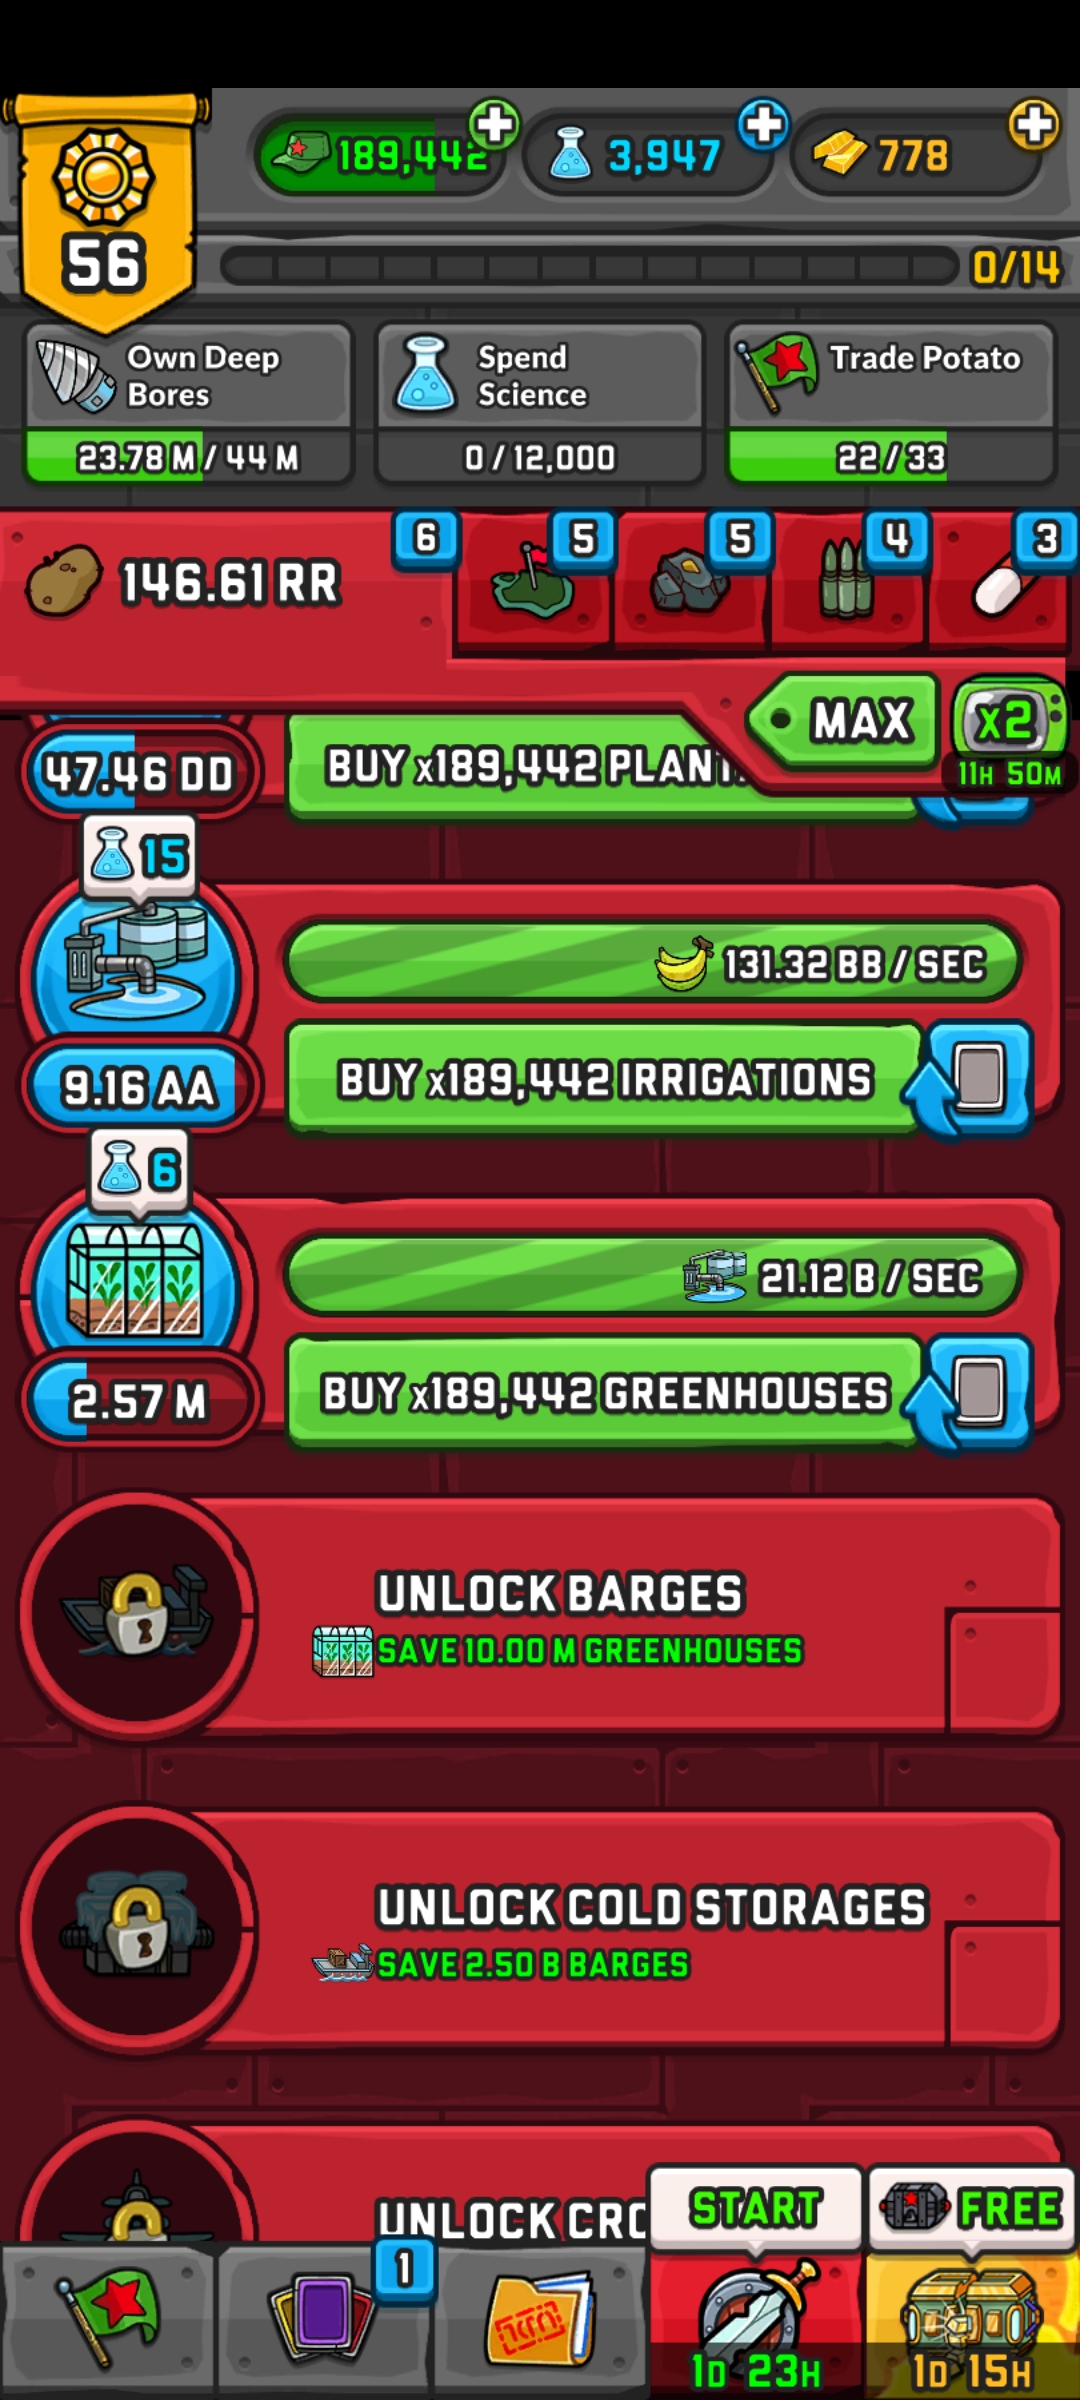 189,442
3,947
778
56
0/14
Own Deep
Bores
23.78 M / 44 M
Spend
Science
0 / 12,000
Trade Potato
22 / 33
146.61 RR
6
5
5
4
3
MAX
x2
11H 50M
47.46 DD
BUY x189,442 PLANT
15
131.32 BB / SEC
9.16 AA
BUY x189,442 IRRIGATIONS
6
21.12 B / SEC
2.57 M
BUY x189,442 GREENHOUSES
UNLOCK BARGES
SAVE 10.00 M GREENHOUSES
UNLOCK COLD STORAGES
SAVE 2.50 B BARGES
UNLOCK CRO
START
FREE
1
1D 23H
1D 15H